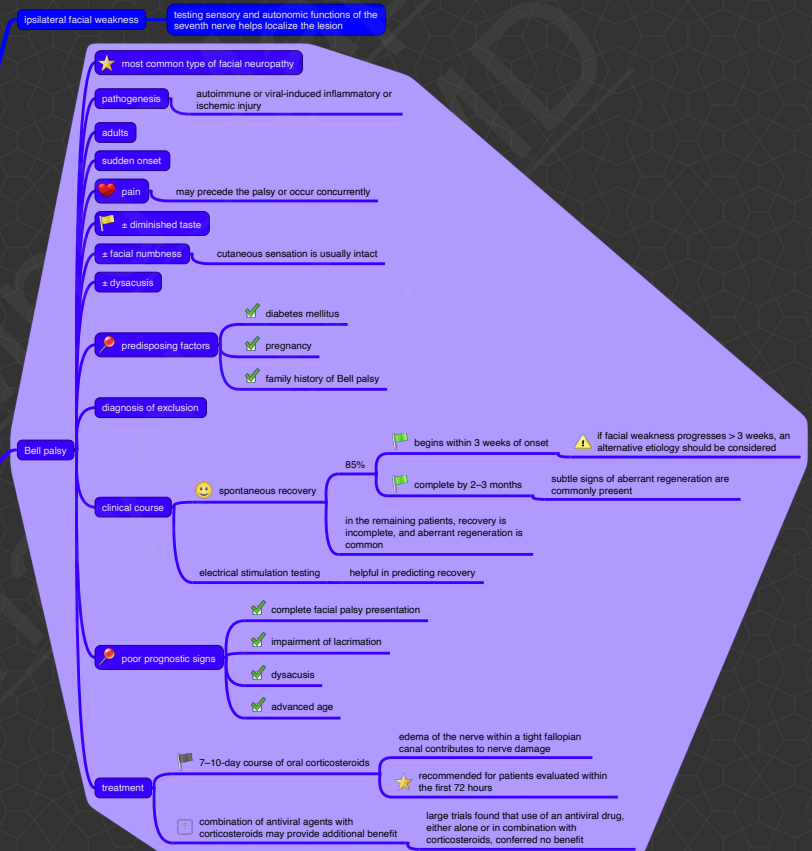 ipsilateral facial weakness
testing sensory and autonomic functions of the
seventh nerve helps localize the lesion
Bell palsy
most common type of facial neuropathy
pathogenesis
autoimmune or viral-induced inflammatory or
ischemic injury
adults
sudden onset
pain
may precede the palsy or occur concurrently
± diminished taste
± facial numbness
cutaneous sensation is usually intact
± dysacusis
predisposing factors
diabetes mellitus
pregnancy
family history of Bell palsy
diagnosis of exclusion
clinical course
spontaneous recovery
85%
begins within 3 weeks of onset
if facial weakness progresses > 3 weeks, an
alternative etiology should be considered
complete by 2–3 months
subtle signs of aberrant regeneration are
commonly present
in the remaining patients, recovery is
incomplete, and aberrant regeneration is
common
electrical stimulation testing
helpful in predicting recovery
poor prognostic signs
complete facial palsy presentation
impairment of lacrimation
dysacusis
advanced age
treatment
7–10-day course of oral corticosteroids
edema of the nerve within a tight fallopian
canal contributes to nerve damage
recommended for patients evaluated within
the first 72 hours
combination of antiviral agents with
corticosteroids may provide additional benefit
large trials found that use of an antiviral drug,
either alone or in combination with
corticosteroids, conferred no benefit